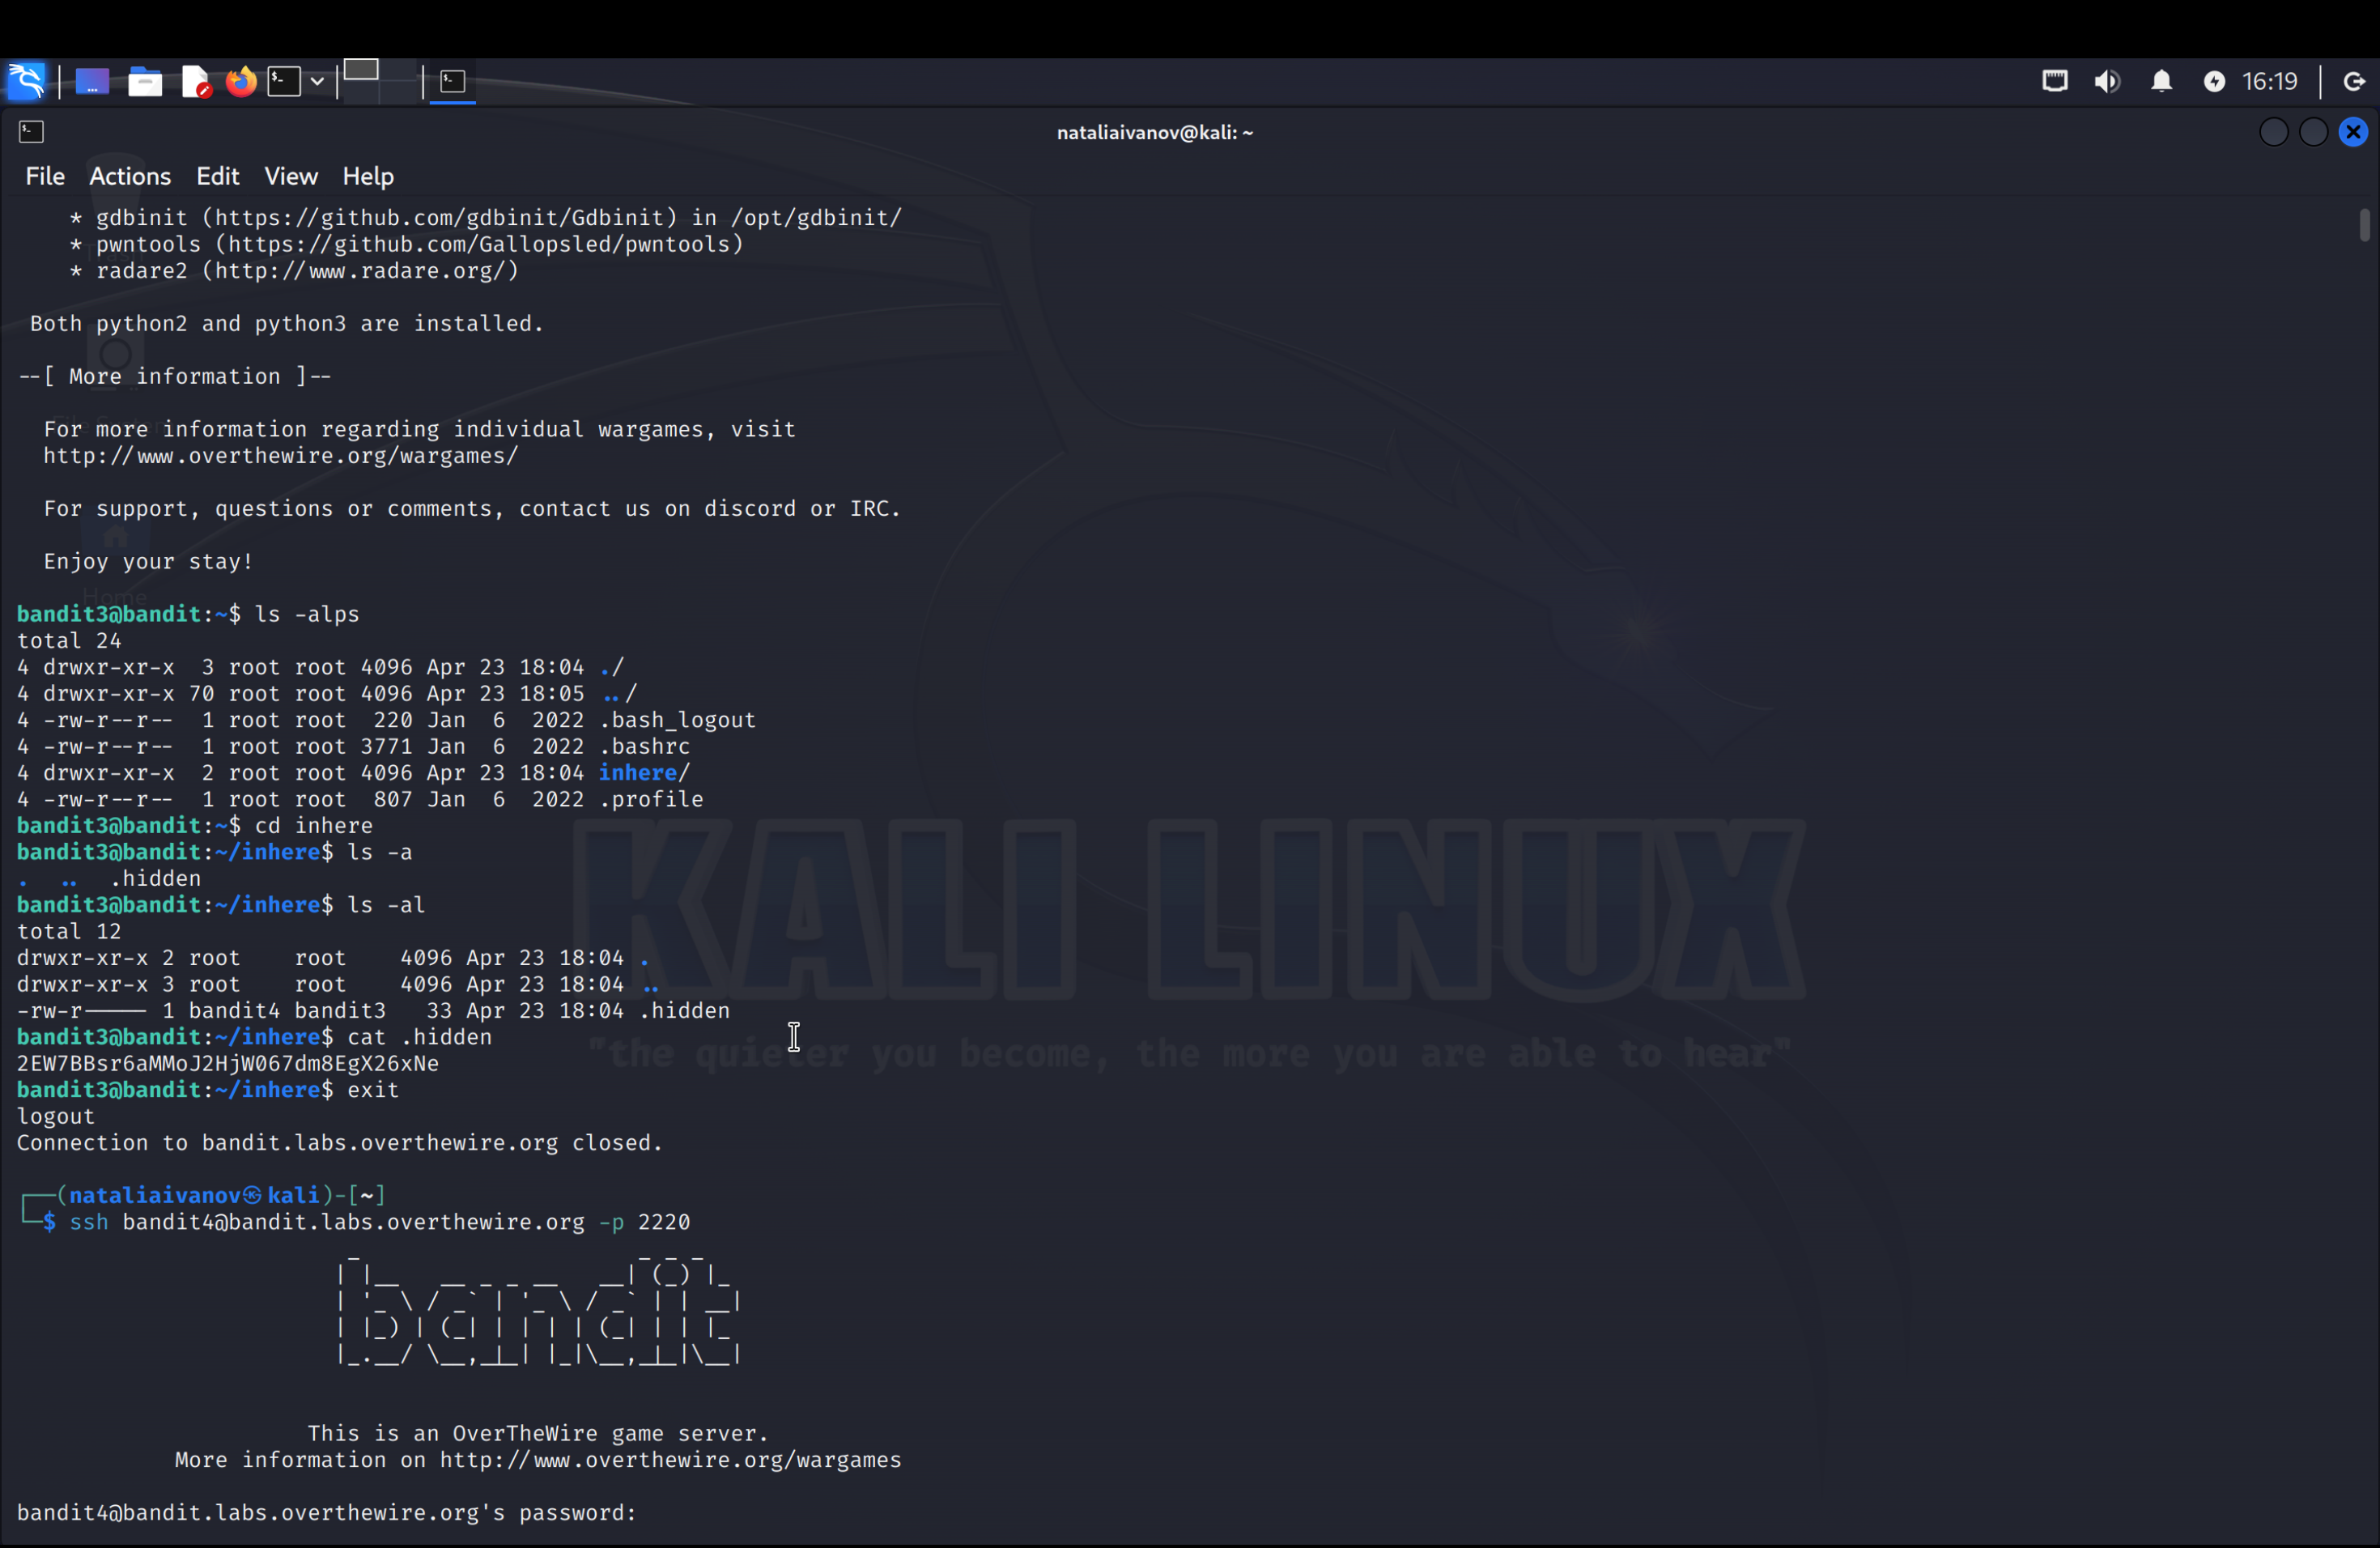 16:19
nataliaivanov@kali: ~
File Actions Edit View Help
* gdbinit (https://github.com/gdbinit/Gdbinit) in /opt/gdbinit/
* pwntools (https://github.com/Gallopsled/pwntools)
* radare2 (http://www.radare.org/)
Both python2 and python3 are installed.
--[ More information ]--
For more information regarding individual wargames, visit
http://www.overthewire.org/wargames/
For support, questions or comments, contact us on discord or IRC.
Enjoy your stay!
Home
bandit3@bandit:~$ ls -alps
total 24
4 drwxr-xr-x  3 root root 4096 Apr 23 18:04 ./
4 drwxr-xr-x 70 root root 4096 Apr 23 18:05 ../
4 -rw-r--r--  1 root root  220 Jan  6  2022 .bash_logout
4 -rw-r--r--  1 root root 3771 Jan  6  2022 .bashrc
4 drwxr-xr-x  2 root root 4096 Apr 23 18:04 inhere/
4 -rw-r--r--  1 root root  807 Jan  6  2022 .profile
bandit3@bandit:~$ cd inhere
bandit3@bandit:~/inhere$ ls -a
.  ..  .hidden
bandit3@bandit:~/inhere$ ls -al
total 12
drwxr-xr-x 2 root    root    4096 Apr 23 18:04 .
drwxr-xr-x 3 root    root    4096 Apr 23 18:04 ..
-rw-r----- 1 bandit4 bandit3   33 Apr 23 18:04 .hidden
bandit3@bandit:~/inhere$ cat .hidden
2EW7BBsr6aMMoJ2HjW067dm8EgX26xNe
bandit3@bandit:~/inhere$ exit
logout
Connection to bandit.labs.overthewire.org closed.
KALI LINUX
"the quieter you become, the more you are able to hear"
(nataliaivanov㉿kali)-[~]
$ ssh bandit4@bandit.labs.overthewire.org -p 2220
bandit
This is an OverTheWire game server.
More information on http://www.overthewire.org/wargames
bandit4@bandit.labs.overthewire.org's password: